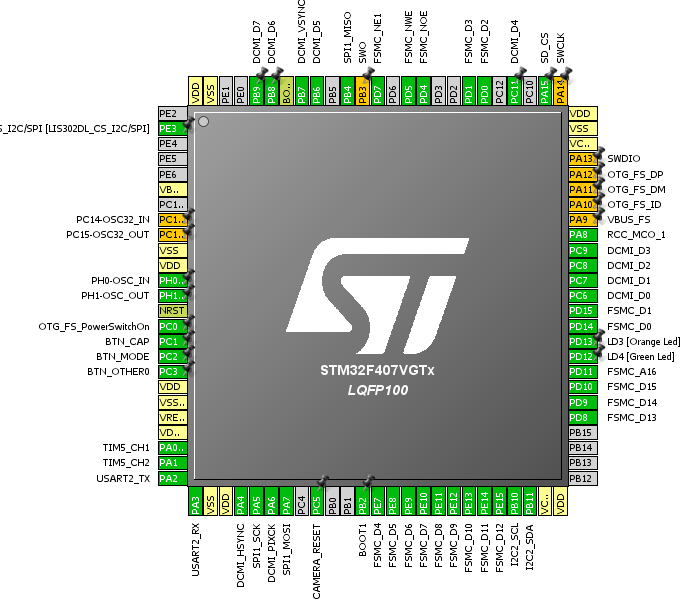 DCMI_D7
DCMI_D6
DCMI_VSYNC
DCMI_D5
SPI1_MISO
SWO
FSMC_NE1
FSMC_NWE
FSMC_NOE
FSMC_D3
FSMC_D2
DCMI_D4
SD_CS
SWCLK
VDD
VSS
PE1
PE0
PB9
PB8
BO..
PB7
PB6
PB5
PB4
PB3
PD7
PD6
PD5
PD4
PD3
PD2
PD1
PD0
PC12
PC11
PC10
PA15
PA14
PE2
S_I2C/SPI [LIS302DL_CS_I2C/SPI] PE3
PE4
PE5
PE6
VB..
PC1..
PC14-OSC32_IN PC1..
PC15-OSC32_OUT PC1..
VSS
VDD
PH0-OSC_IN PH0..
PH1-OSC_OUT PH1..
NRST
OTG_FS_PowerSwitchOn PC0
BTN_CAP PC1
BTN_MODE PC2
BTN_OTHER0 PC3
VDD
VSS..
VRE..
VD..
TIM5_CH1 PA0..
TIM5_CH2 PA1
USART2_TX PA2
STM32F407VGTx
LQFP100
VDD
VSS
VC..
PA13 SWDIO
PA12 OTG_FS_DP
PA11 OTG_FS_DM
PA10 OTG_FS_ID
PA9 VBUS_FS
PA8 RCC_MCO_1
PC9 DCMI_D3
PC8 DCMI_D2
PC7 DCMI_D1
PC6 DCMI_D0
PD15 FSMC_D1
PD14 FSMC_D0
PD13 LD3 [Orange Led]
PD12 LD4 [Green Led]
PD11 FSMC_A16
PD10 FSMC_D15
PD9 FSMC_D14
PD8 FSMC_D13
PB15
PB14
PB13
PB12
PA3
VSS
VDD
PA4
PA5
PA6
PA7
PC4
PC5
PB0
PB1
PB2
PE7
PE8
PE9
PE10
PE11
PE12
PE13
PE14
PE15
PB10
PB11
VC..
VDD
USART2_RX
DCMI_HSYNC
SPI1_SCK
DCMI_PIXCK
SPI1_MOSI
CAMERA_RESET
BOOT1
FSMC_D4
FSMC_D5
FSMC_D6
FSMC_D7
FSMC_D8
FSMC_D9
FSMC_D10
FSMC_D11
FSMC_D12
I2C2_SCL
I2C2_SDA